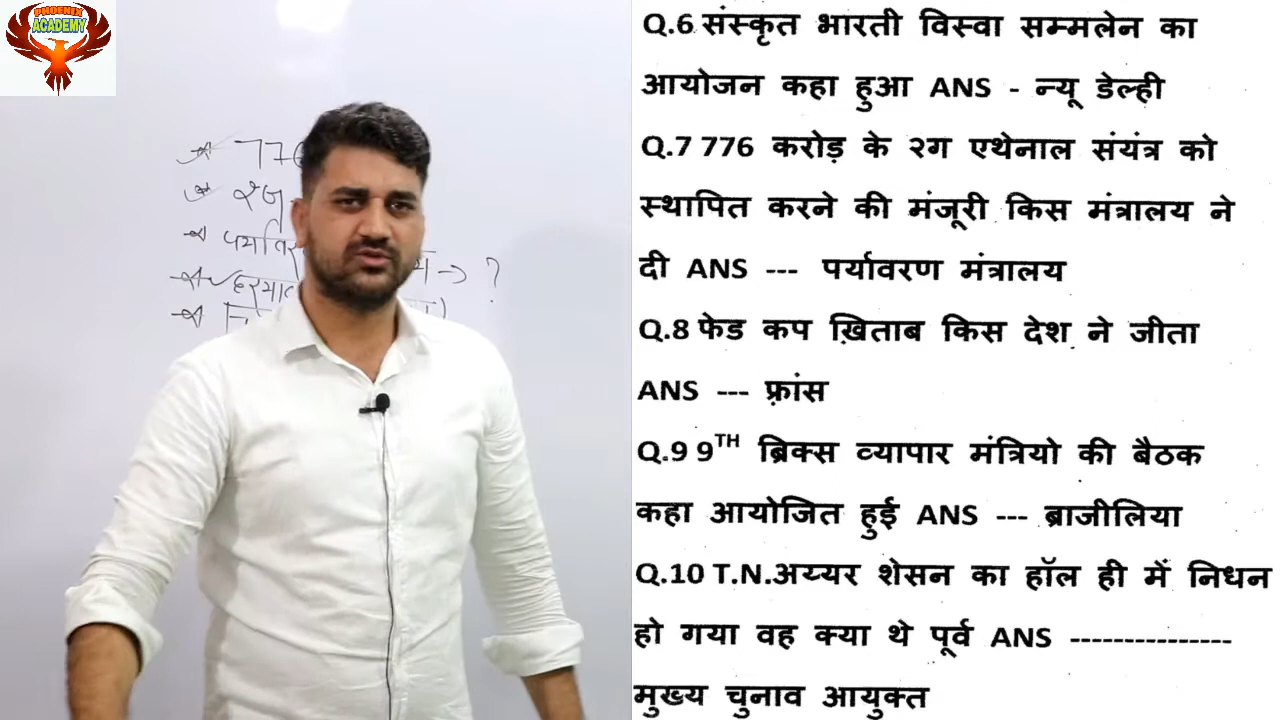 PHOENIX
ACADEMY
Q.6 संस्कृत भारती विस्वा सम्मलेन का
आयोजन कहा हुआ ANS - न्यू डेल्ही
Q.7 776 करोड़ के २ग एथेनाल संयंत्र को
स्थापित करने की मंजूरी किस मंत्रालय ने
दी ANS --- पर्यावरण मंत्रालय
Q.8 फेड कप ख़िताब किस देश ने जीता
ANS --- फ़्रांस
Q.9 9TH ब्रिक्स व्यापार मंत्रियो की बैठक
कहा आयोजित हुई ANS --- ब्राजीलिया
Q.10 T.N.अय्यर शेसन का हॉल ही में निधन
हो गया वह क्या थे पूर्व ANS ---------------
मुख्य चुनाव आयुक्त